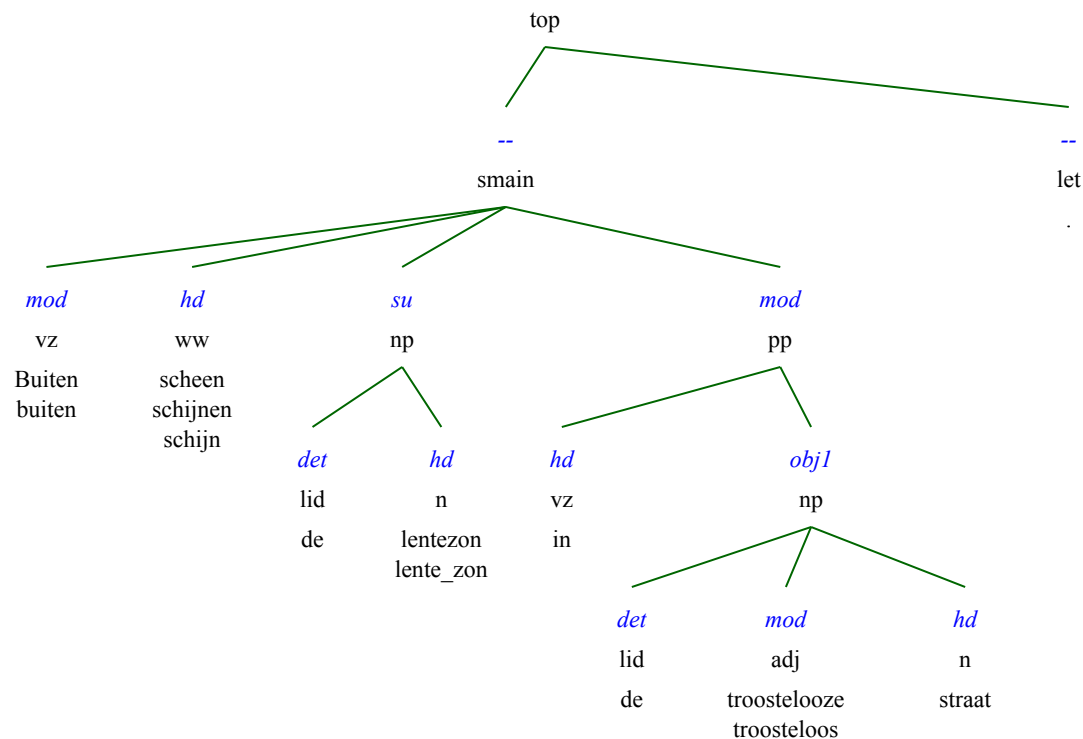 top
-- --
smain let
.
mod hd su mod
vz ww np pp
Buiten scheen
buiten schijnen
schijn
det hd hd obj1
lid n vz np
de lentezon in
lente_zon
det mod hd
lid adj n
de troostelooze straat
troosteloos